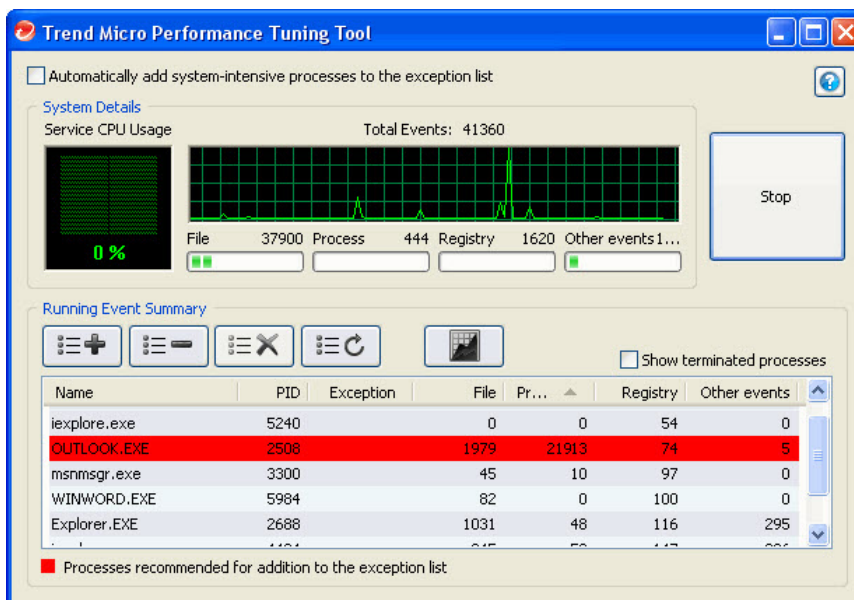 Trend Micro Performance Tuning Tool
Automatically add system-intensive processes to the exception list
System Details
Service CPU Usage
Total Events: 41360
0 %
File 37900 Process 444 Registry 1620 Other events1...
Stop
Running Event Summary
Show terminated processes
Name PID Exception File Pr... Registry Other events
iexplore.exe 5240 0 0 54 0
OUTLOOK.EXE 2508 1979 21913 74 5
msnmsgr.exe 3300 45 10 97 0
WINWORD.EXE 5984 82 0 100 0
Explorer.EXE 2688 1031 48 116 295
Processes recommended for addition to the exception list